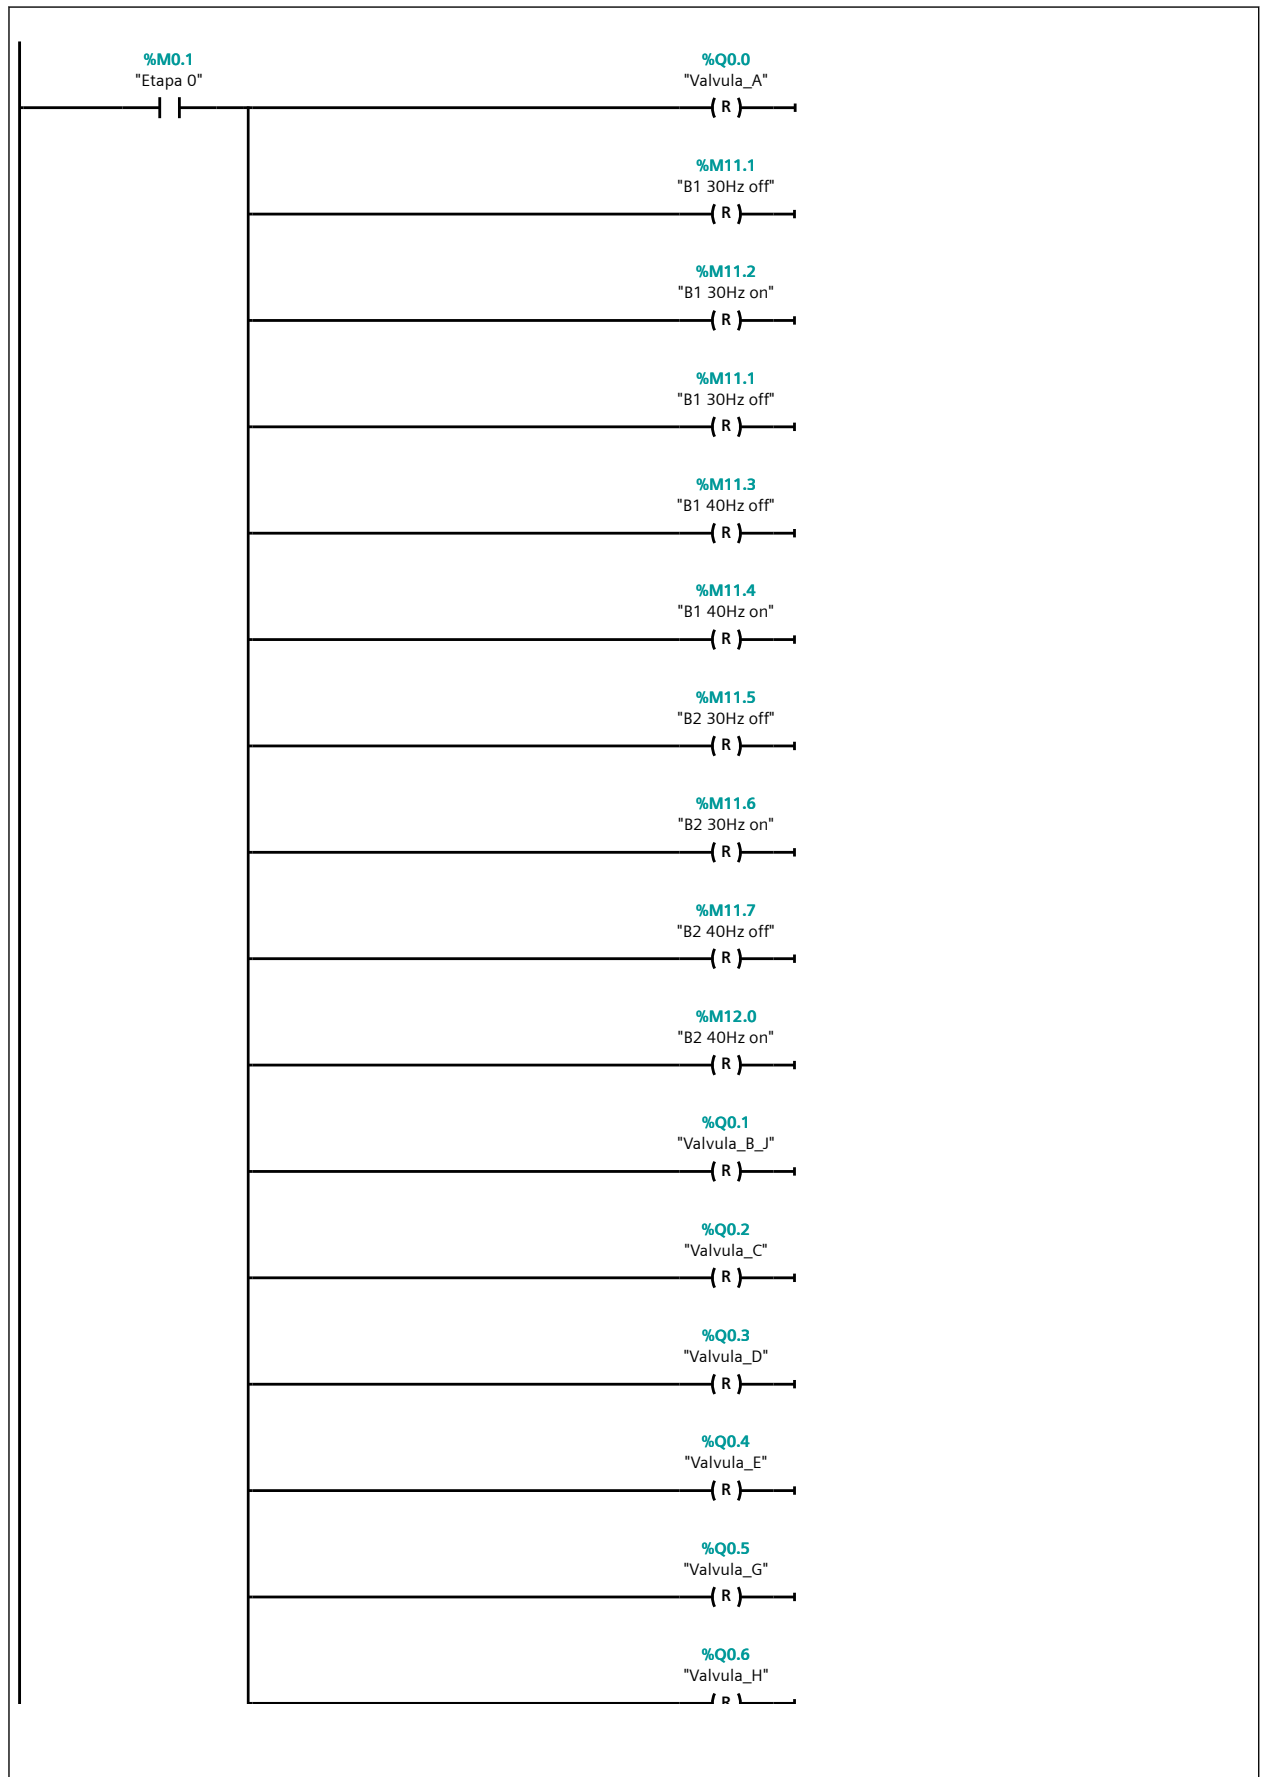 %M0.1
"Etapa 0"
%Q0.0
"Valvula_A"
R
%M11.1
"B1 30Hz off"
R
%M11.2
"B1 30Hz on"
R
%M11.1
"B1 30Hz off"
R
%M11.3
"B1 40Hz off"
R
%M11.4
"B1 40Hz on"
R
%M11.5
"B2 30Hz off"
R
%M11.6
"B2 30Hz on"
R
%M11.7
"B2 40Hz off"
R
%M12.0
"B2 40Hz on"
R
%Q0.1
"Valvula_B_J"
R
%Q0.2
"Valvula_C"
R
%Q0.3
"Valvula_D"
R
%Q0.4
"Valvula_E"
R
%Q0.5
"Valvula_G"
R
%Q0.6
"Valvula_H"
R